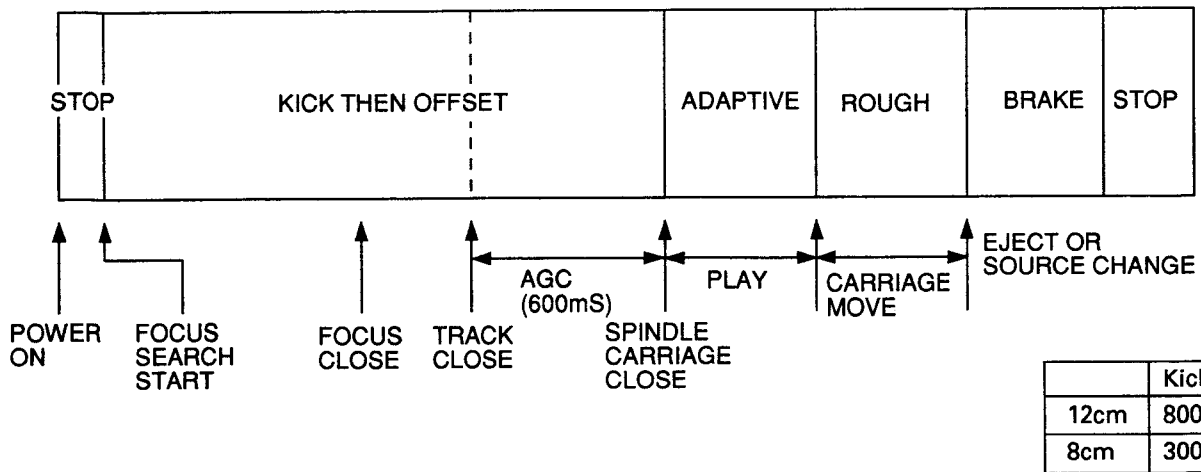 STOP
KICK THEN OFFSET
ADAPTIVE
ROUGH
BRAKE
STOP
POWER
ON
FOCUS
SEARCH
START
FOCUS
CLOSE
TRACK
CLOSE
AGC
(600mS)
SPINDLE
CARRIAGE
CLOSE
PLAY
CARRIAGE
MOVE
EJECT OR
SOURCE CHANGE
12cm 800
8cm 300